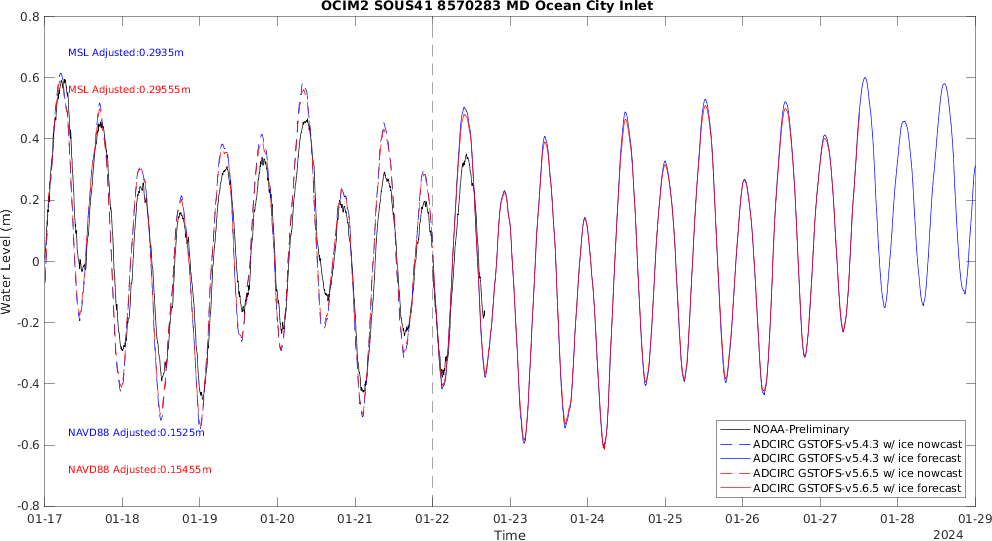 OCIM2 SOUS41 8570283 MD Ocean City Inlet
0.8
0.6
0.4
0.2
0
-0.2
-0.4
-0.6
-0.8
Water Level (m)
MSL Adjusted:0.2935m
MSL Adjusted:0.29555m
NAVD88 Adjusted:0.1525m
NAVD88 Adjusted:0.15455m
NOAA-Preliminary
ADCIRC GSTOFS-v5.4.3 w/ ice nowcast
ADCIRC GSTOFS-v5.4.3 w/ ice forecast
ADCIRC GSTOFS-v5.6.5 w/ ice nowcast
ADCIRC GSTOFS-v5.6.5 w/ ice forecast
01-17 01-18 01-19 01-20 01-21 01-22 01-23 01-24 01-25 01-26 01-27 01-28 01-29
Time
2024